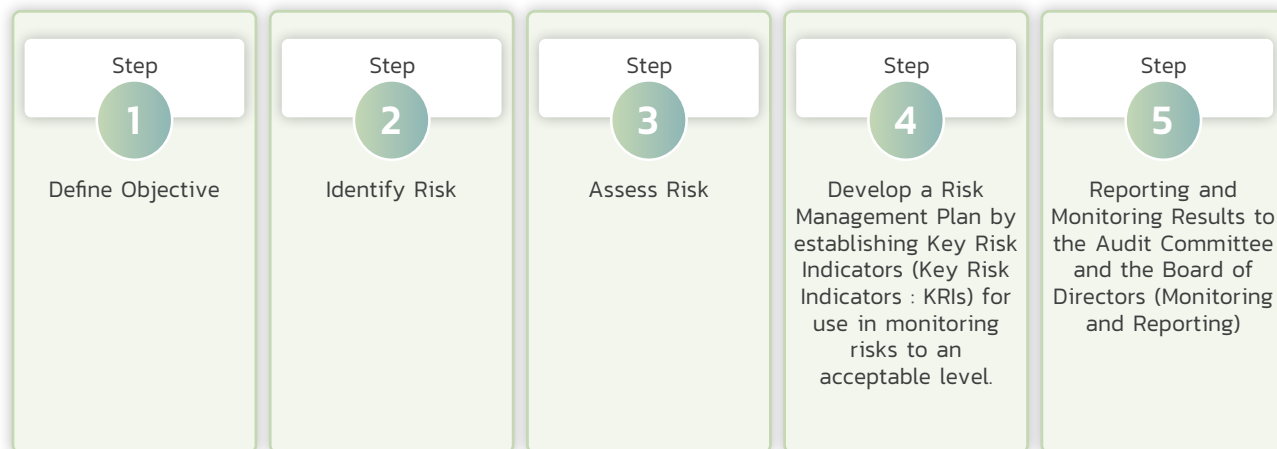 Step
1
Define Objective
Step
2
Identify Risk
Step
3
Assess Risk
Step
4
Develop a Risk
Management Plan by
establishing Key Risk
Indicators (Key Risk
Indicators : KRIs) for
use in monitoring
risks to an
acceptable level.
Step
5
Reporting and
Monitoring Results to
the Audit Committee
and the Board of
Directors (Monitoring
and Reporting)